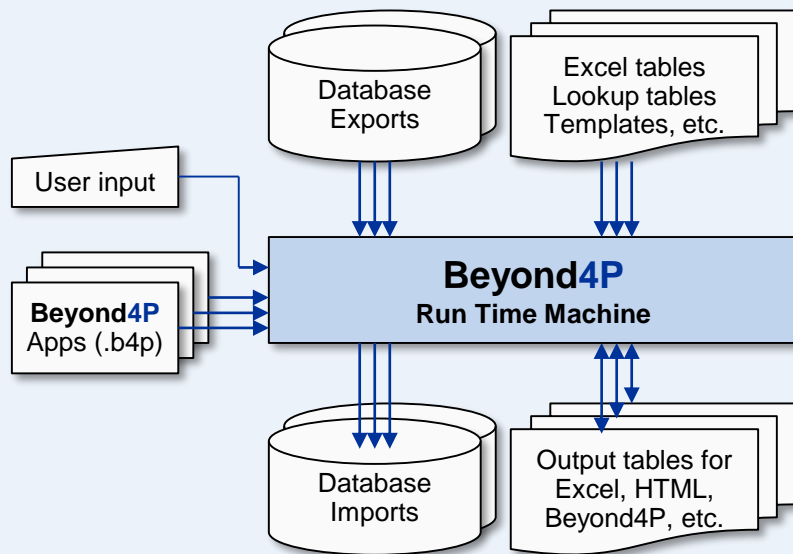 Database
Exports
Excel tables
Lookup tables
Templates, etc.
User input
Beyond4P
Run Time Machine
Beyond4P
Apps (.b4p)
Database
Imports
Output tables for
Excel, HTML,
Beyond4P, etc.